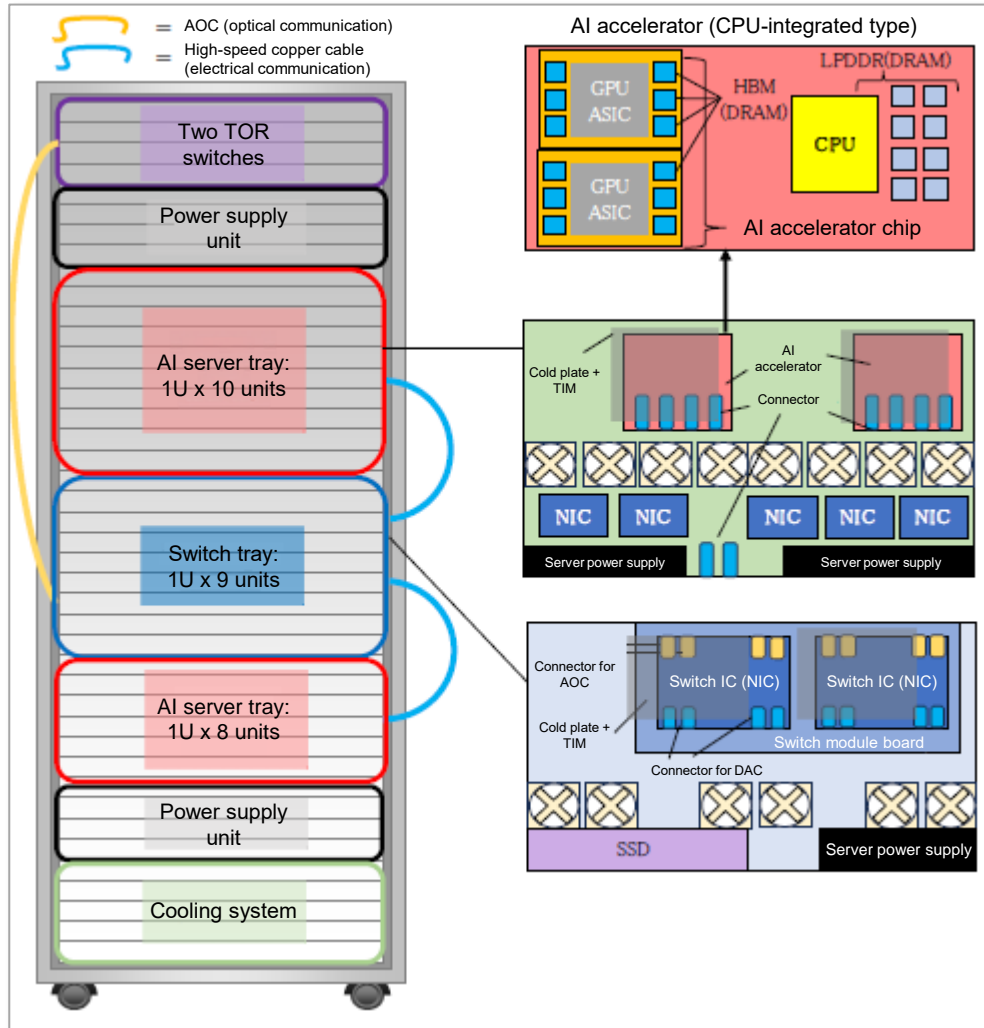 = AOC (optical communication)
= High-speed copper cable
(electrical communication)
Two TOR
switches
Power supply
unit
AI server tray:
1U x 10 units
Switch tray:
1U x 9 units
AI server tray:
1U x 8 units
Power supply
unit
Cooling system
AI accelerator (CPU-integrated type)
GPU
ASIC
GPU
ASIC
HBM
(DRAM)
LPDDR(DRAM)
CPU
AI accelerator chip
Cold plate +
TIM
AI
accelerator
Connector
NIC
NIC
NIC
NIC
NIC
Server power supply
Server power supply
Connector for
AOC
Cold plate +
TIM
Switch IC (NIC)
Switch IC (NIC)
Switch module board
Connector for DAC
SSD
Server power supply